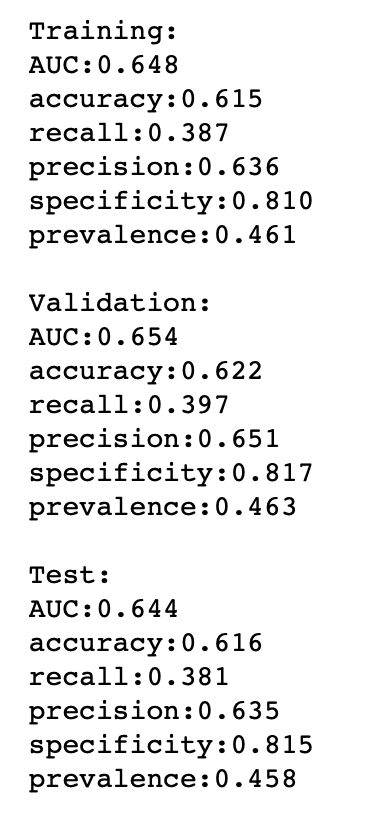 Training:
AUC:0.648
accuracy:0.615
recall:0.387
precision:0.636
specificity:0.810
prevalence:0.461
Validation:
AUC:0.654
accuracy:0.622
recall:0.397
precision:0.651
specificity:0.817
prevalence:0.463
Test:
AUC:0.644
accuracy:0.616
recall:0.381
precision:0.635
specificity:0.815
prevalence:0.458